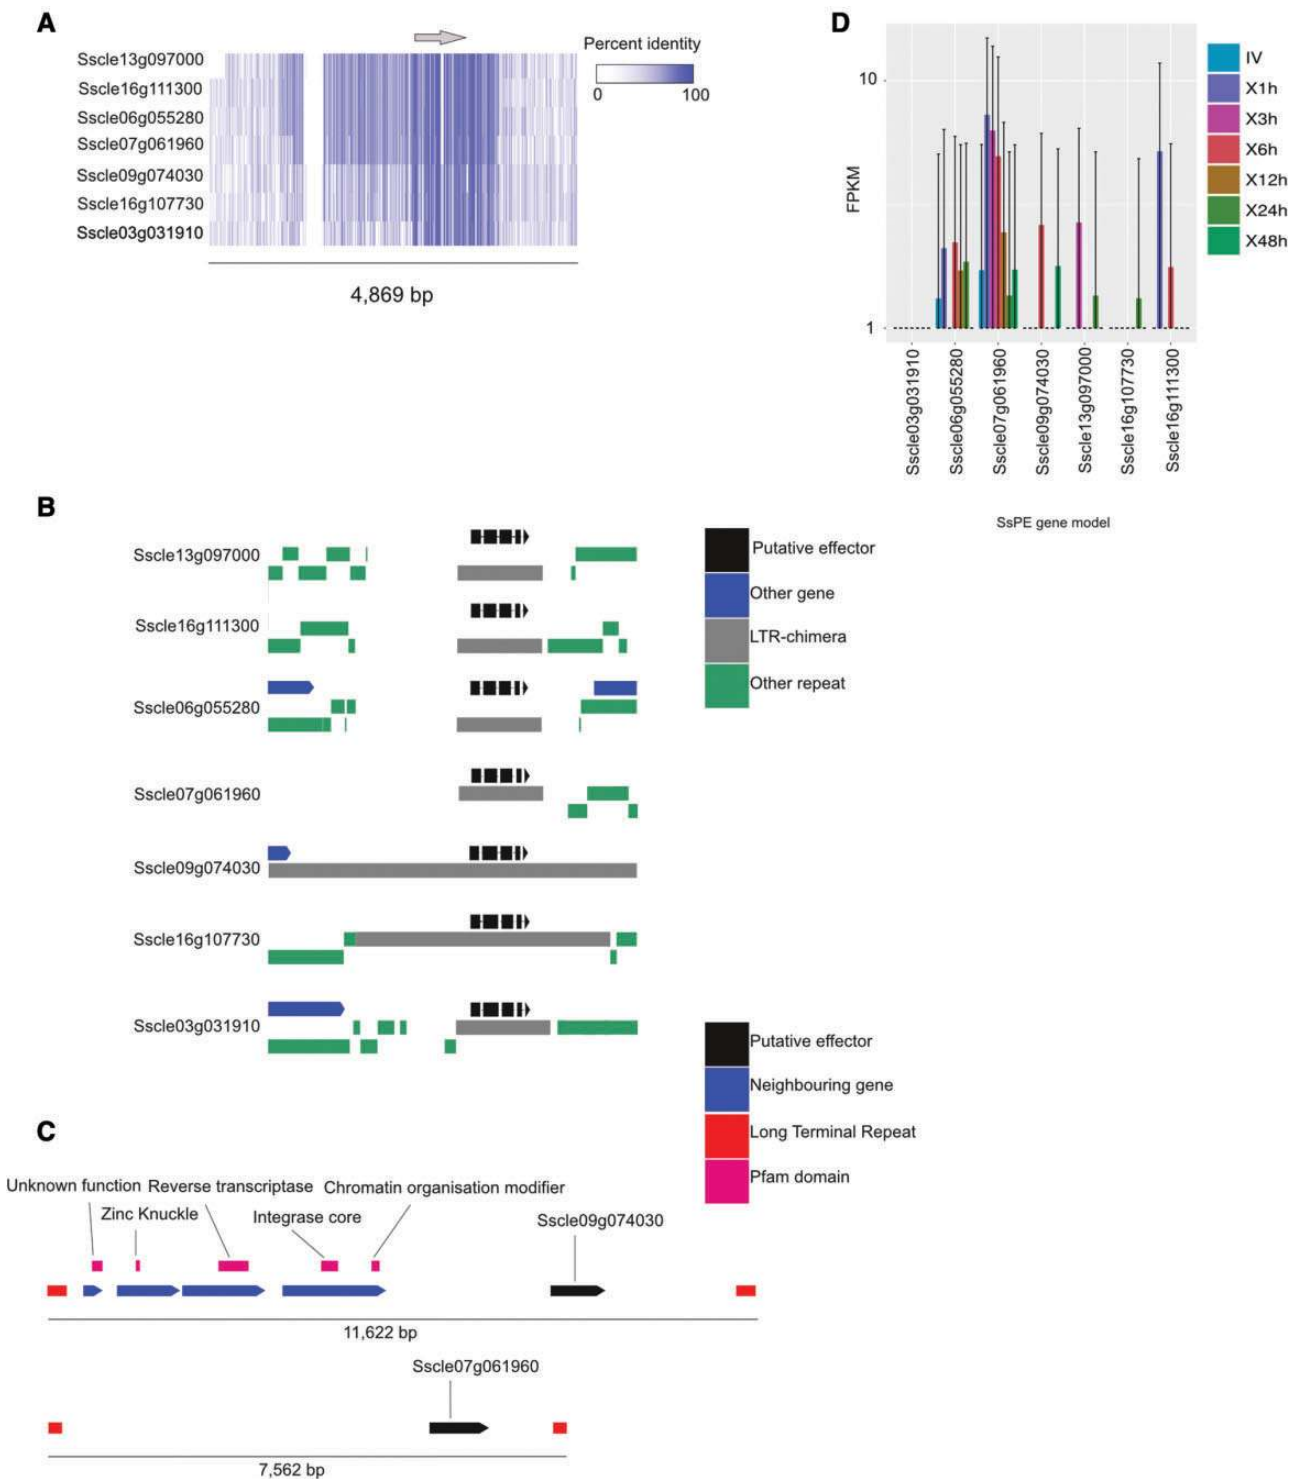 A
Sscle13g097000
Sscle16g111300
Sscle06g055280
Sscle07g061960
Sscle09g074030
Sscle16g107730
Sscle03g031910
4,869 bp
Percent identity
0 100
D
FPKM
10
1
Sscle03g031910
Sscle06g055280
Sscle07g061960
Sscle09g074030
Sscle13g097000
Sscle16g107730
Sscle16g111300
SsPE gene model
IV
X1h
X3h
X6h
X12h
X24h
X48h
B
Sscle13g097000
Sscle16g111300
Sscle06g055280
Sscle07g061960
Sscle09g074030
Sscle16g107730
Sscle03g031910
Putative effector
Other gene
LTR-chimera
Other repeat
Putative effector
Neighbouring gene
Long Terminal Repeat
Pfam domain
C
Unknown function Reverse transcriptase Chromatin organisation modifier
Zinc Knuckle Integrase core
Sscle09g074030
11,622 bp
Sscle07g061960
7,562 bp